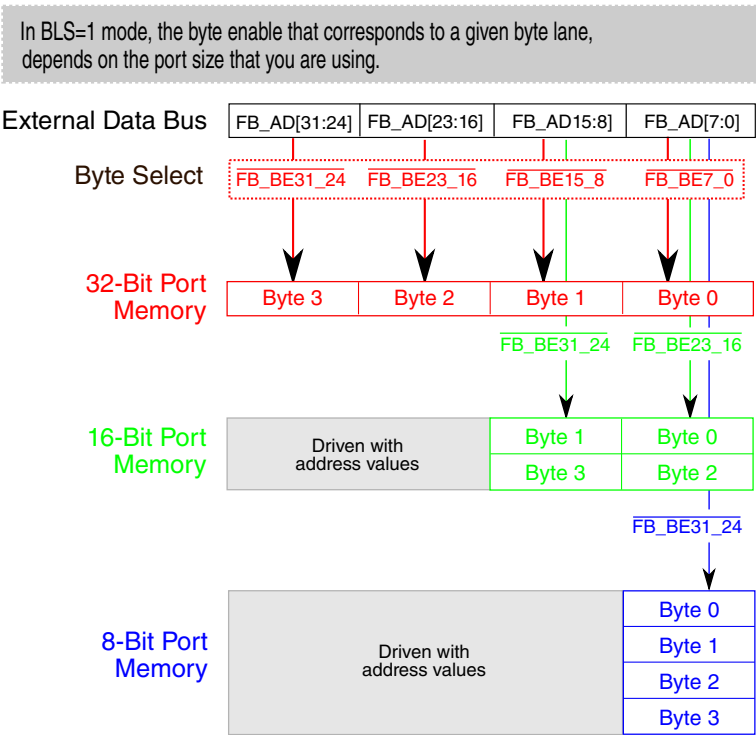 In BLS=1 mode, the byte enable that corresponds to a given byte lane,
depends on the port size that you are using.
External Data Bus FB_AD[31:24] FB_AD[23:16] FB_AD15:8] FB_AD[7:0]
Byte Select FB_BE31_24 FB_BE23_16 FB_BE15_8 FB_BE7_0
32-Bit Port
Memory
Byte 3 Byte 2 Byte 1 Byte 0
FB_BE31_24 FB_BE23_16
16-Bit Port
Memory
Driven with
address values
Byte 1 Byte 0
Byte 3 Byte 2
FB_BE31_24
8-Bit Port
Memory
Driven with
address values
Byte 0
Byte 1
Byte 2
Byte 3